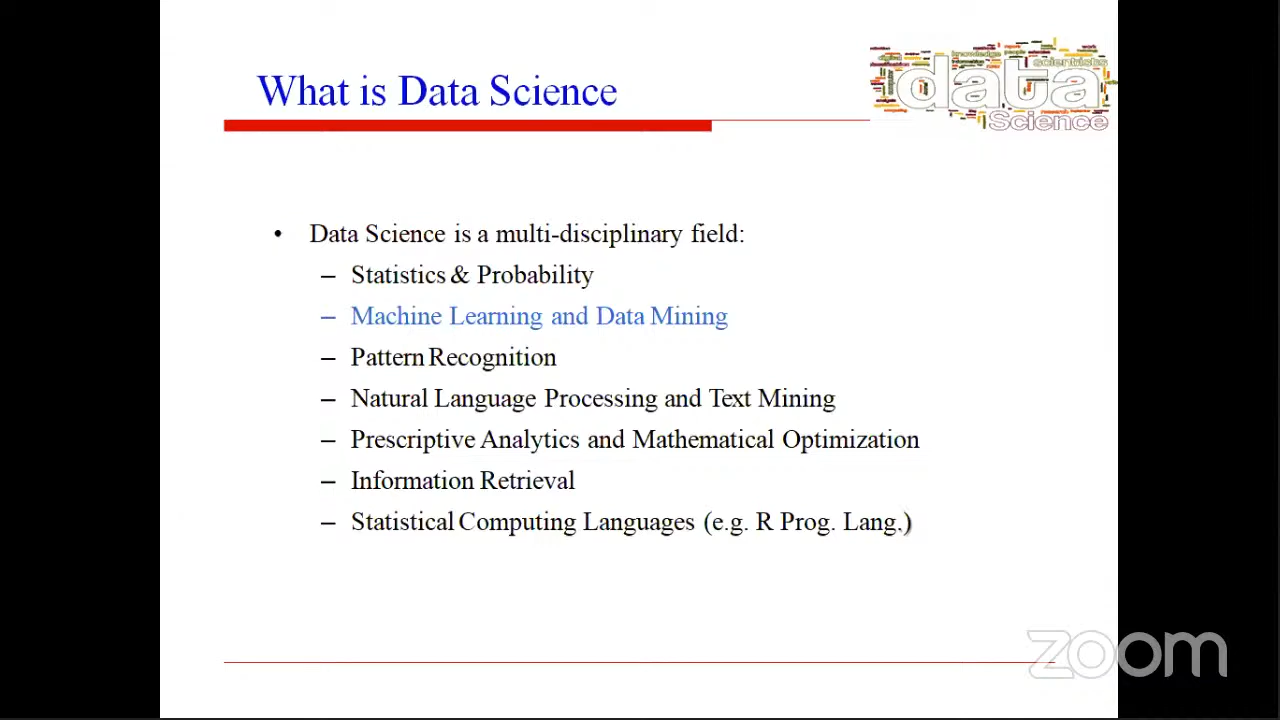 What is Data Science
data
Science
• Data Science is a multi-disciplinary field:
– Statistics & Probability
– Machine Learning and Data Mining
– Pattern Recognition
– Natural Language Processing and Text Mining
– Prescriptive Analytics and Mathematical Optimization
– Information Retrieval
– Statistical Computing Languages (e.g. R Prog. Lang.)
zoom